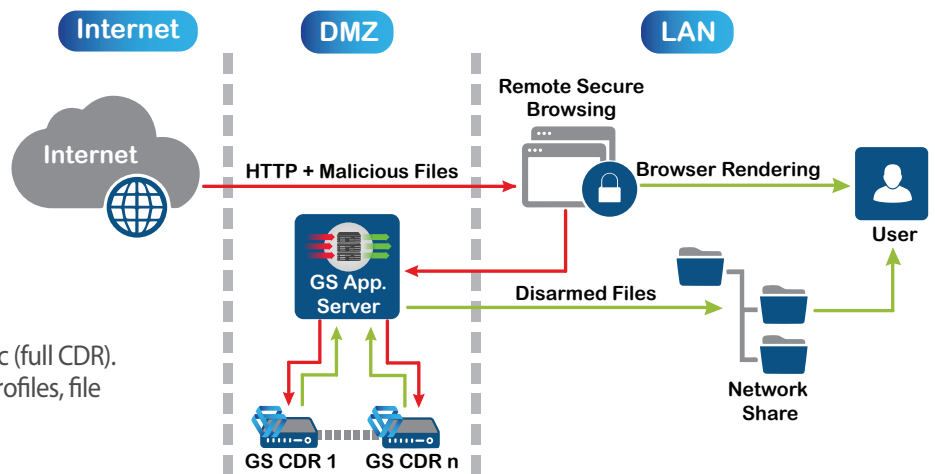 Internet
DMZ
LAN
Remote Secure
Browsing
Internet
HTTP + Malicious Files
Browser Rendering
User
GS App.
Server
Disarmed Files
c (full CDR).
rofiles, file
Network
Share
GS CDR 1
GS CDR n